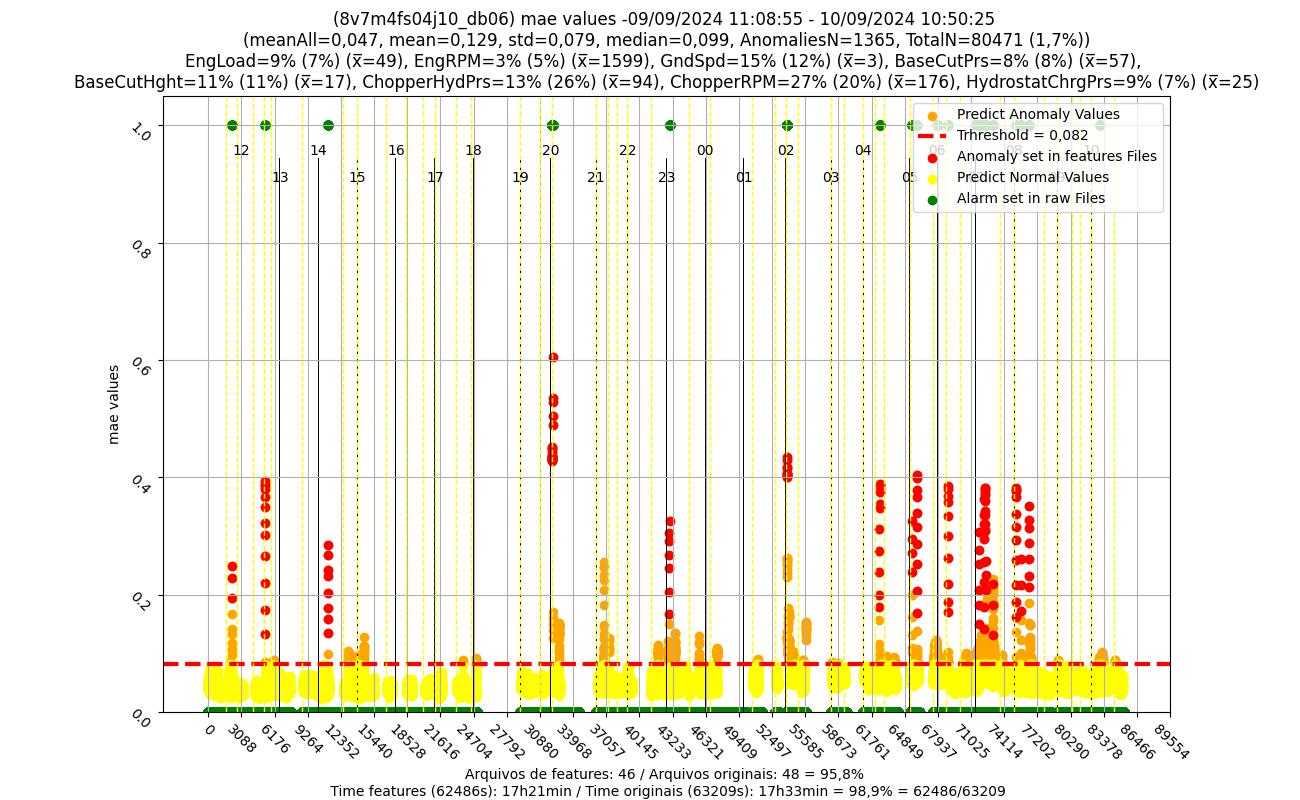 (8v7m4fs04j10_db06) mae values -09/09/2024 11:08:55 - 10/09/2024 10:50:25
(meanAll=0,047, mean=0,129, std=0,079, median=0,099, AnomaliesN=1365, TotalN=80471 (1,7%))
EngLoad=9% (7%) (x̅=49), EngRPM=3% (5%) (x̅=1599), GndSpd=15% (12%) (x̅=3), BaseCutPrs=8% (8%) (x̅=57),
BaseCutHght=11% (11%) (x̅=17), ChopperHydPrs=13% (26%) (x̅=94), ChopperRPM=27% (20%) (x̅=176), HydrostatChrgPrs=9% (7%) (x̅=25)
Predict Anomaly Values
Thrheshold = 0,082
Anomaly set in features Files
Predict Normal Values
Alarm set in raw Files
12 14 16 18 20 22 00 02 04 06 08 10
13 15 17 19 21 23 01 03 05
mae values
1.0
0.8
0.6
0.4
0.2
0.0
0 3088 6176 9264 12352 15440 18528 21616 24704 27792 30880 33968 37057 40145 43233 46321 49409 52497 55585 58673 61761 64849 67937 71025 74114 77202 80290 83378 86466 89554
Arquivos de features: 46 / Arquivos originais: 48 = 95,8%
Time features (62486s): 17h21min / Time originais (63209s): 17h33min = 98,9% = 62486/63209